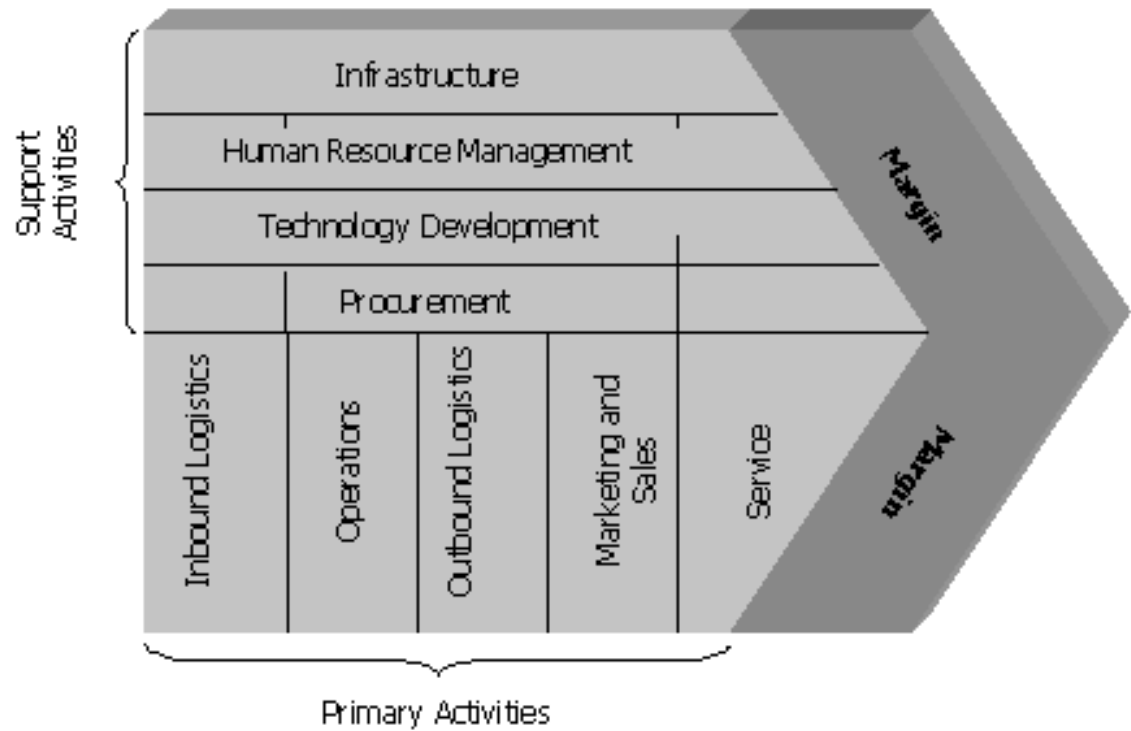 Support
Activities
Infrastructure
Human Resource Management
Technology Development
Procurement
Inbound Logistics
Operations
Outbound Logistics
Marketing and
Sales
Service
Margin
Margin
Primary Activities